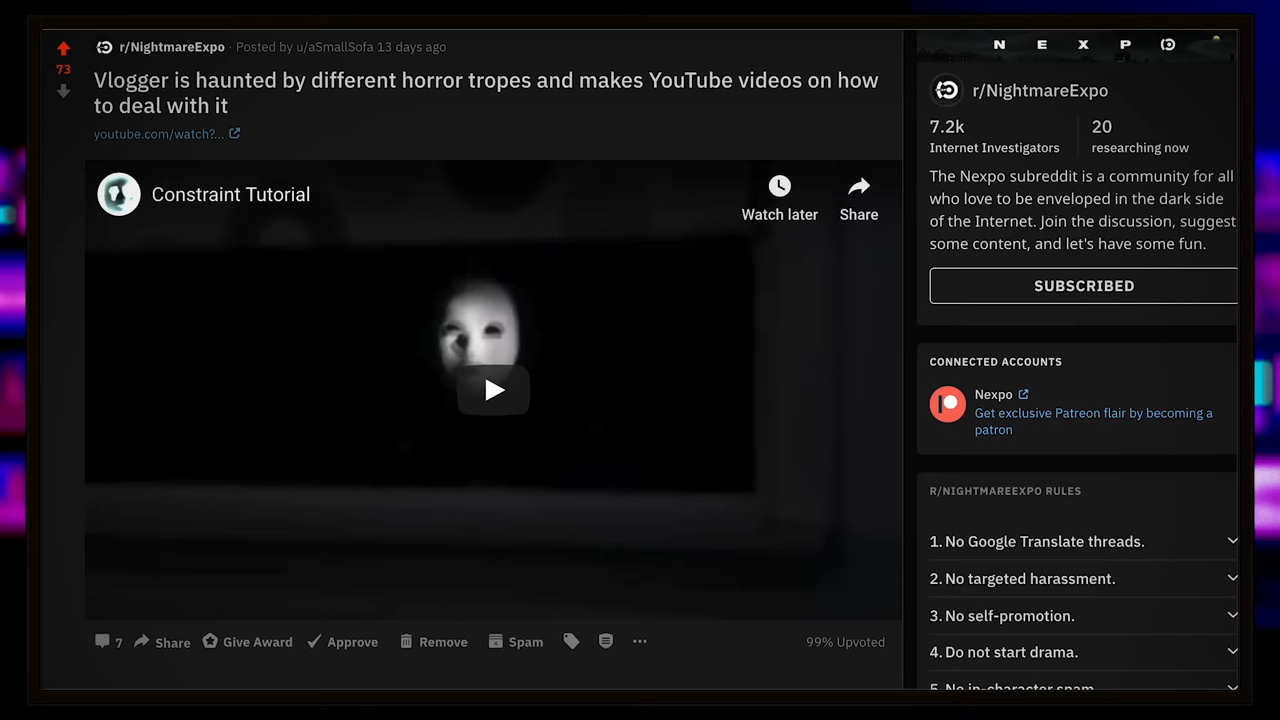 r/NightmareExpo · Posted by u/aSmallSofa 13 days ago
73
Vlogger is haunted by different horror tropes and makes YouTube videos on how
to deal with it
youtube.com/watch?...
Constraint Tutorial
Watch later
Share
7
Share
Give Award
Approve
Remove
Spam
99% Upvoted
N E X P O
r/NightmareExpo
7.2k
Internet Investigators
20
researching now
The Nexpo subreddit is a community for all
who love to be enveloped in the dark side
of the Internet. Join the discussion, suggest
some content, and let's have some fun.
SUBSCRIBED
CONNECTED ACCOUNTS
Nexpo
Get exclusive Patreon flair by becoming a
patron
R/NIGHTMAREEXPO RULES
1. No Google Translate threads.
2. No targeted harassment.
3. No self-promotion.
4. Do not start drama.
5. No in-character spam